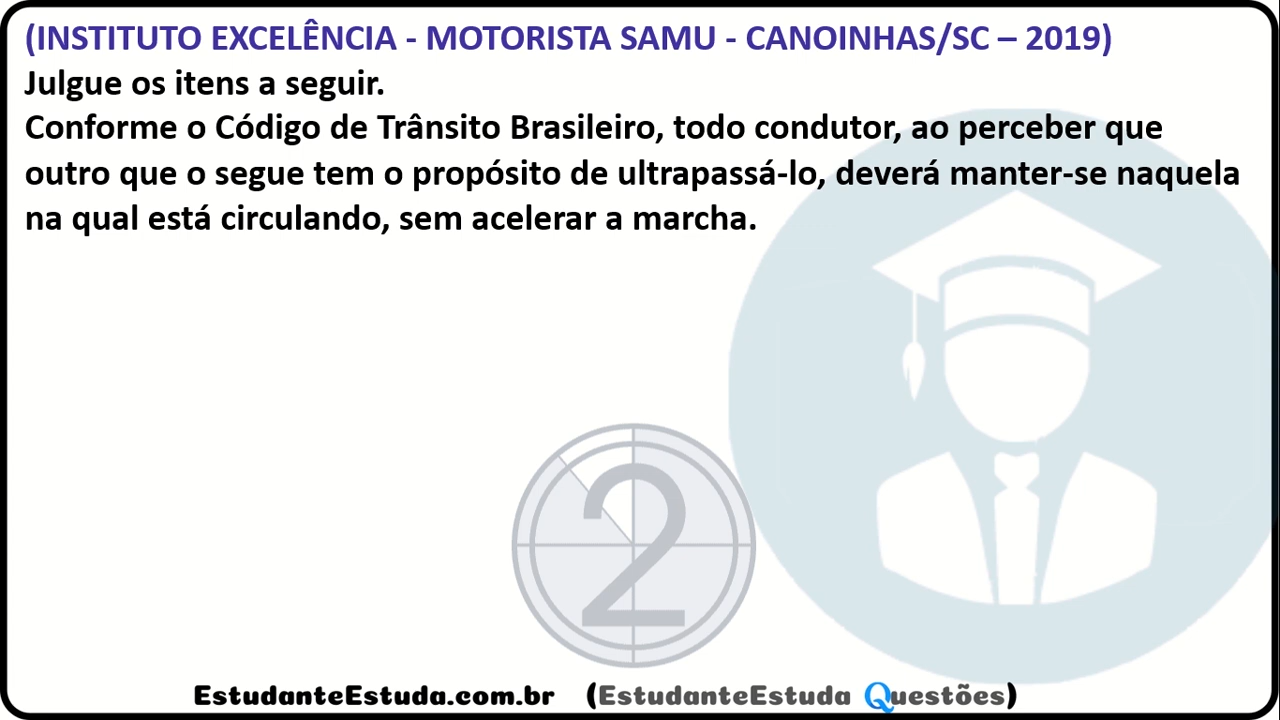 (INSTITUTO EXCELÊNCIA - MOTORISTA SAMU - CANOINHAS/SC – 2019)
Julgue os itens a seguir.
Conforme o Código de Trânsito Brasileiro, todo condutor, ao perceber que
outro que o segue tem o propósito de ultrapassá-lo, deverá manter-se naquela
na qual está circulando, sem acelerar a marcha.
2
EstudanteEstuda.com.br (EstudanteEstuda Questões)